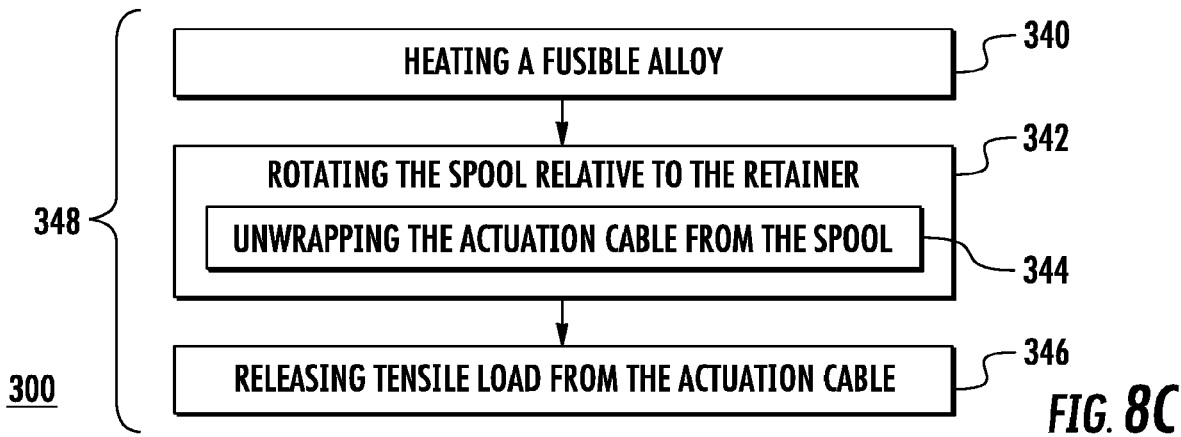 HEATING A FUSIBLE ALLOY
340
ROTATING THE SPOOL RELATIVE TO THE RETAINER
342
UNWRAPPING THE ACTUATION CABLE FROM THE SPOOL
344
348
RELEASING TENSILE LOAD FROM THE ACTUATION CABLE
346
300
FIG. 8C